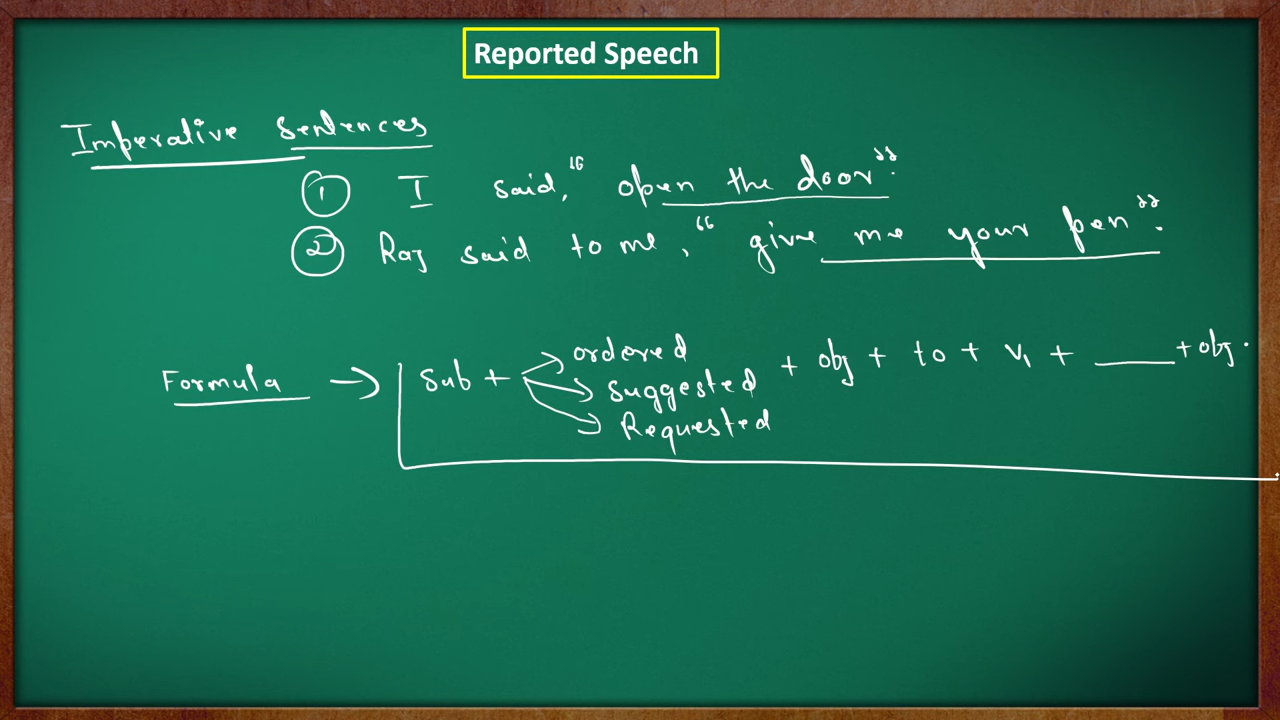 Reported Speech
Imperative sentences
① I said, "open the door".
② Raj said to me, "give me your pen".
ordered
Formula → Sub + suggested + obj + to + V₁ + ____ + obj.
Requested